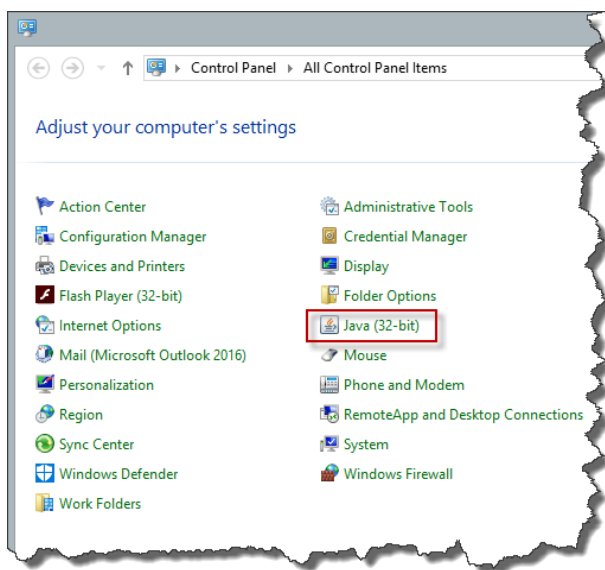 Control Panel All Control Panel Items
Adjust your computer's settings
Action Center
Administrative Tools
Configuration Manager
Credential Manager
Devices and Printers
Display
Flash Player (32-bit)
Folder Options
Internet Options
Java (32-bit)
Mail (Microsoft Outlook 2016)
Mouse
Personalization
Phone and Modem
Region
RemoteApp and Desktop Connections
Sync Center
System
Windows Defender
Windows Firewall
Work Folders